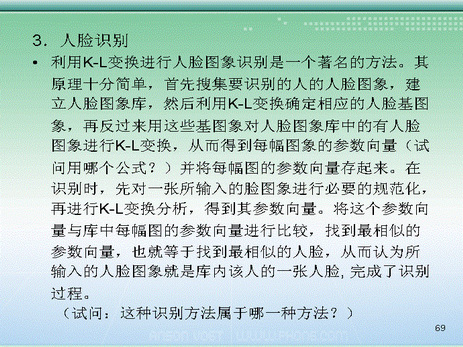 3．人脸识别
• 利用K-L变换进行人脸图象识别是一个著名的方法。其
原理十分简单，首先搜集要识别的人的人脸图象，建
立人脸图象库，然后利用K-L变换确定相应的人脸基图
象，再反过来用这些基图象对人脸图象库中的有人脸
图象进行K-L变换，从而得到每幅图象的参数向量（试
问用哪个公式？）并将每幅图的参数向量存起来。在
识别时，先对一张所输入的脸图象进行必要的规范化，
再进行K-L变换分析，得到其参数向量。将这个参数向
量与库中每幅图的参数向量进行比较，找到最相似的
参数向量，也就等于找到最相似的人脸，从而认为所
输入的人脸图象就是库内该人的一张人脸, 完成了识别
过程。
（试问：这种识别方法属于哪一种方法？）
69